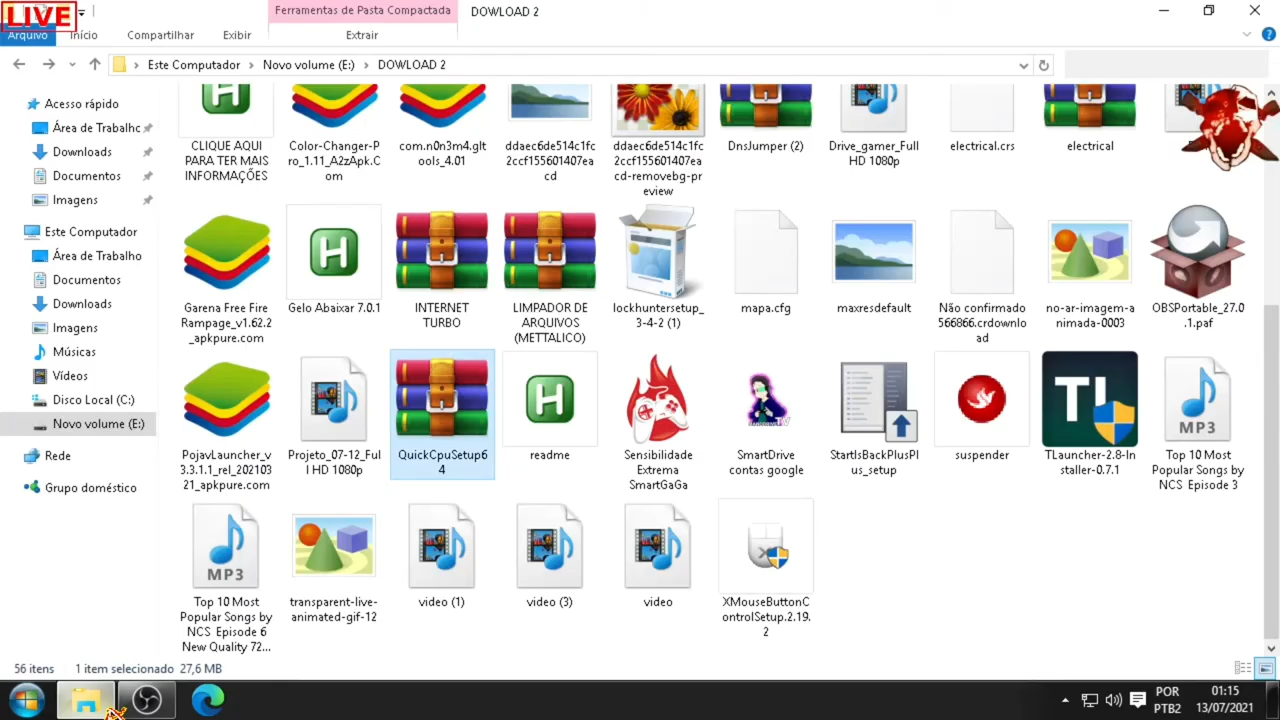 LIVE
Ferramentas de Pasta Compactada
DOWLOAD 2
Arquivo
Início
Compartilhar
Exibir
Extrair
Este Computador
Novo volume (E:)
DOWLOAD 2
Acesso rápido
Área de Trabalhc
Downloads
Documentos
Imagens
Este Computador
Área de Trabalho
Documentos
Downloads
Imagens
Músicas
Vídeos
Disco Local (C:)
Novo volume (E:)
Rede
Grupo doméstico
CLIQUE AQUI
PARA TER MAIS
INFORMAÇÕES
Color-Changer-P
ro_1.11_A2zApk.C
om
com.n0n3m4.glt
ools_4.01
ddaec6de514c1fc
2ccf155601407ea
cd
ddaec6de514c1fc
2ccf155601407ea
cd-removebg-pr
eview
DnsJumper (2)
Drive_gamer_Full
HD 1080p
electrical.crs
electrical
Garena Free Fire
Rampage_v1.62.2
_apkpure.com
Gelo Abaixar 7.0.1
INTERNET
TURBO
LIMPADOR DE
ARQUIVOS
(METTALICO)
lockhuntersetup_
3-4-2 (1)
mapa.cfg
maxresdefault
Não confirmado
566866.crdownlo
ad
no-ar-imagem-a
nimada-0003
OBSPortable_27.0
.1.paf
PojavLauncher_v
3.3.1.1_rel_202103
21_apkpure.com
Projeto_07-12_Ful
l HD 1080p
QuickCpuSetup6
4
readme
Sensibilidade
Extrema
SmartGaGa
SmartDrive
contas google
StartIsBackPlusPl
us_setup
suspender
TL
TLauncher-2.8-In
staller-0.7.1
MP3
Top 10 Most
Popular Songs by
NCS Episode 3
MP3
Top 10 Most
Popular Songs by
NCS Episode 6
New Quality 72...
transparent-live-
animated-gif-12
video (1)
video (3)
video
XMouseButtonC
ontrolSetup.2.19.
2
56 itens
1 item selecionado 27,6 MB
POR
PTB2
01:15
13/07/2021